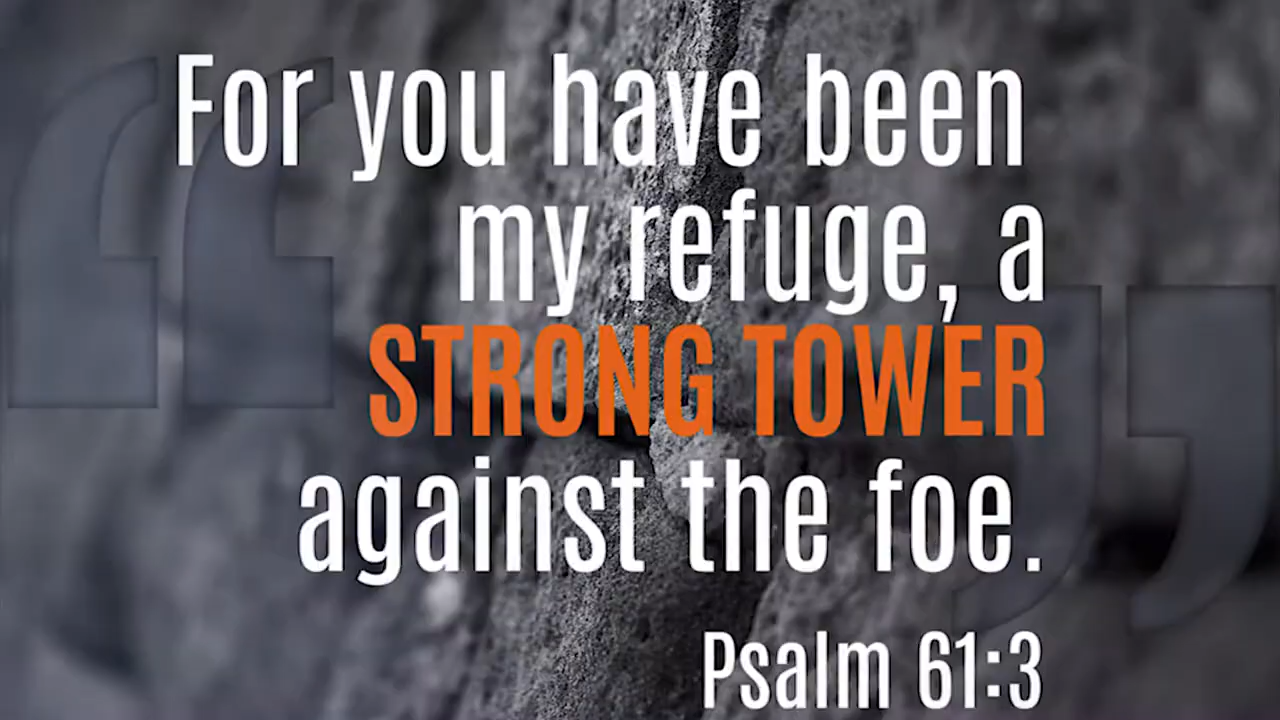 For you have been
my refuge, a
STRONG TOWER
against the foe.
Psalm 61:3